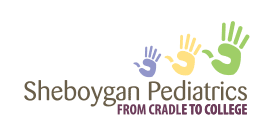 Sheboygan Pediatrics
FROM CRADLE TO COLLEGE